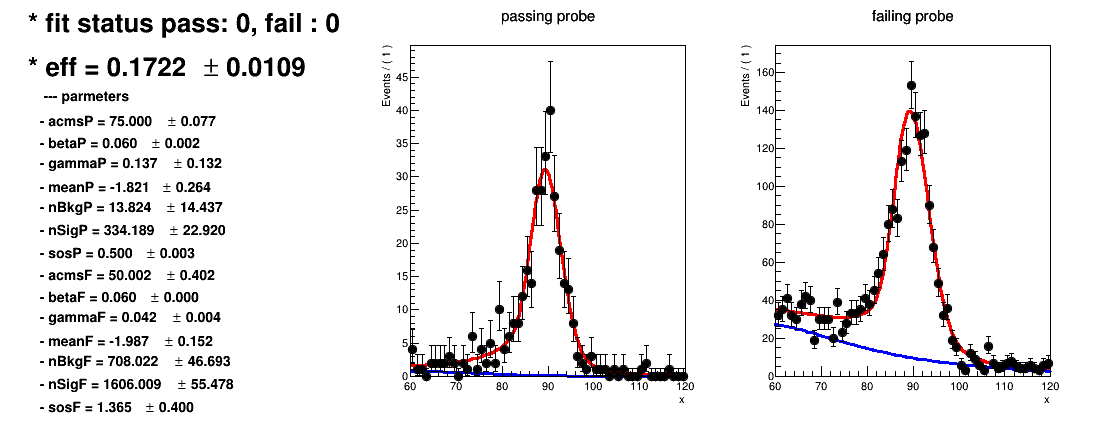 * fit status pass: 0, fail : 0
* eff = 0.1722 ± 0.0109
--- parmeters
- acmsP = 75.000 ± 0.077
- betaP = 0.060 ± 0.002
- gammaP = 0.137 ± 0.132
- meanP = -1.821 ± 0.264
- nBkgP = 13.824 ± 14.437
- nSigP = 334.189 ± 22.920
- sosP = 0.500 ± 0.003
- acmsF = 50.002 ± 0.402
- betaF = 0.060 ± 0.000
- gammaF = 0.042 ± 0.004
- meanF = -1.987 ± 0.152
- nBkgF = 708.022 ± 46.693
- nSigF = 1606.009 ± 55.478
- sosF = 1.365 ± 0.400
passing probe
Events / ( 1 )
45
40
35
30
25
20
15
10
5
0
60 70 80 90 100 110 120
x
failing probe
Events / ( 1 )
160
140
120
100
80
60
40
20
0
60 70 80 90 100 110 120
x